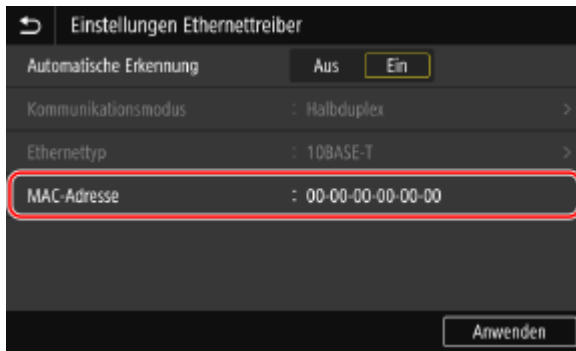 Einstellungen Ethernettreiber
Automatische Erkennung Aus Ein
Kommunikationsmodus : Halbduplex >
Ethernettyp : 10BASE-T >
MAC-Adresse : 00-00-00-00-00-00
Anwenden